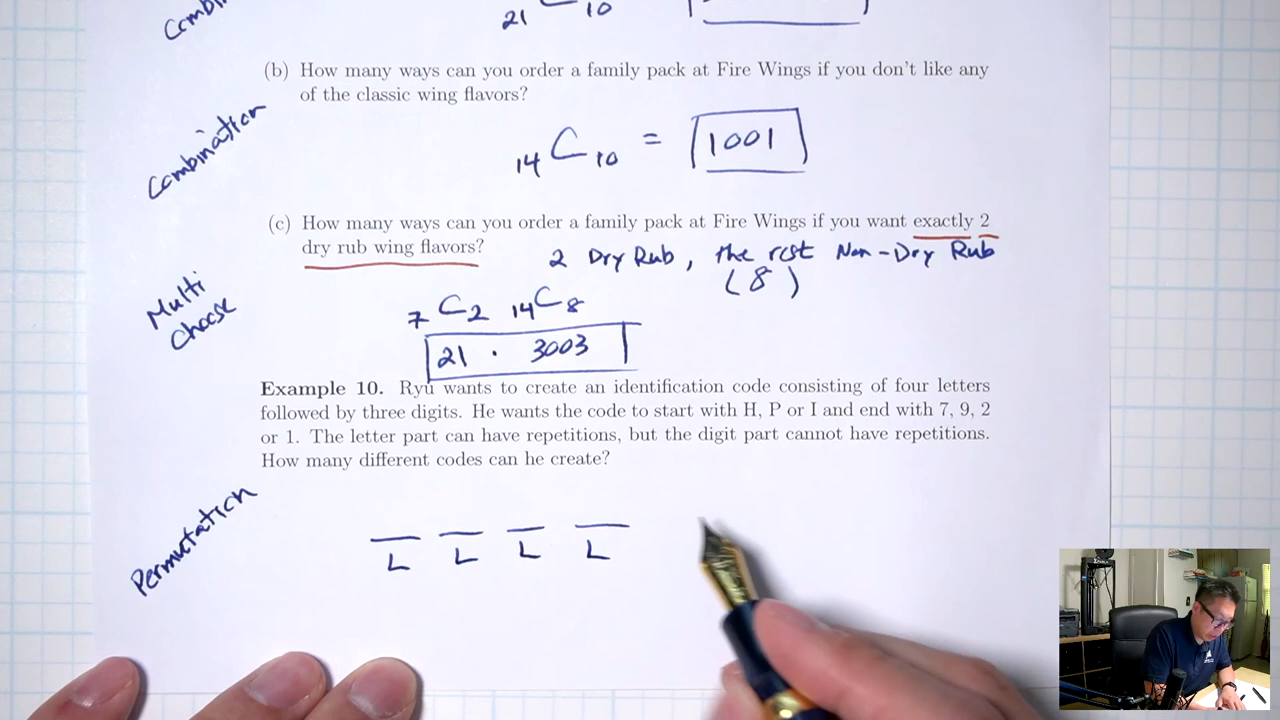 21 C 10
(b) How many ways can you order a family pack at Fire Wings if you don't like any
of the classic wing flavors?
Combination
14 C 10 = 1001
(c) How many ways can you order a family pack at Fire Wings if you want exactly 2
dry rub wing flavors?
2 Dry Rub, the rest Non-Dry Rub
(8)
Multi
Choose
7 C 2 14 C 8
21 · 3003
Example 10. Ryu wants to create an identification code consisting of four letters
followed by three digits. He wants the code to start with H, P or I and end with 7, 9, 2
or 1. The letter part can have repetitions, but the digit part cannot have repetitions.
How many different codes can he create?
Permutation
L L L L